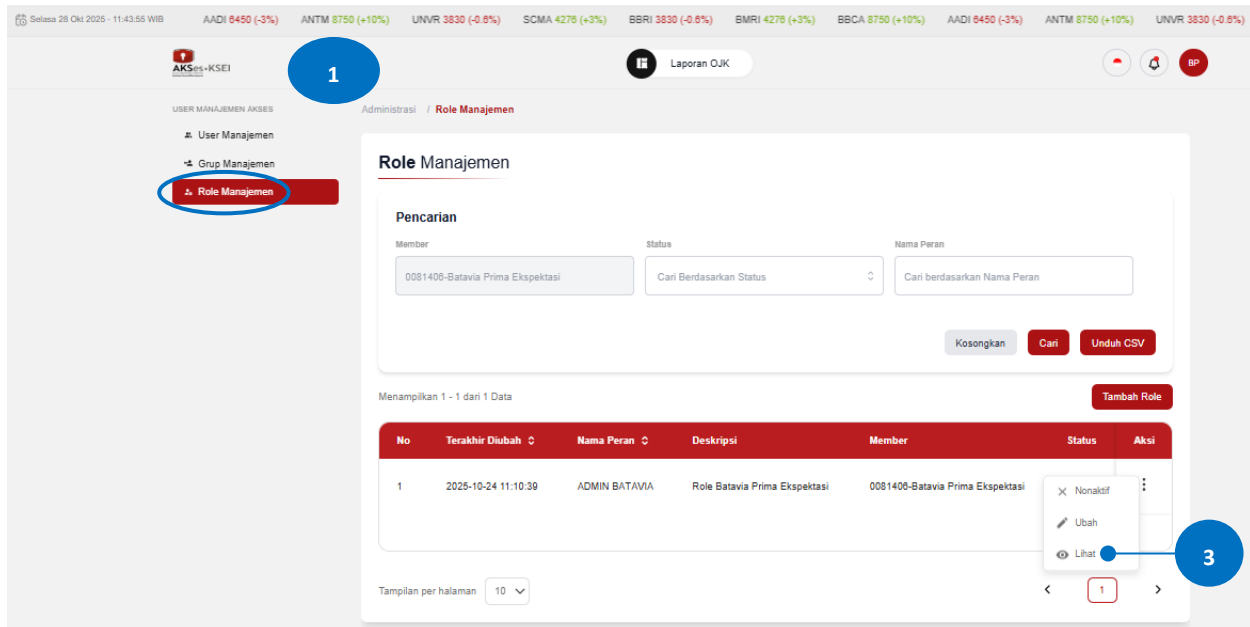 Selasa 28 Okt 2025 - 11:43:55 WIB AADI 6450 (-3%) ANTM 8750 (+10%) UNVR 3830 (-0.6%) SCMA 4276 (+3%) BBRI 3830 (-0.6%) BMRI 4276 (+3%) BBCA 8750 (+10%) AADI 6450 (-3%) ANTM 8750 (+10%) UNVR 3830 (-0.6%)
AKSes-KSEI
1
Laporan OJK
BP
USER MANAJEMEN AKSES
Administrasi / Role Manajemen
User Manajemen
Grup Manajemen
Role Manajemen
Role Manajemen
Pencarian
Member Status Nama Peran
0081406-Batavia Prima Ekspektasi Cari Berdasarkan Status Cari berdasarkan Nama Peran
Kosongkan Cari Unduh CSV
Menampilkan 1 - 1 dari 1 Data Tambah Role
No Terakhir Diubah Nama Peran Deskripsi Member Status Aksi
1 2025-10-24 11:10:39 ADMIN BATAVIA Role Batavia Prima Ekspektasi 0081406-Batavia Prima Ekspektasi
Nonaktif
Ubah
Lihat
3
Tampilan per halaman 10 1